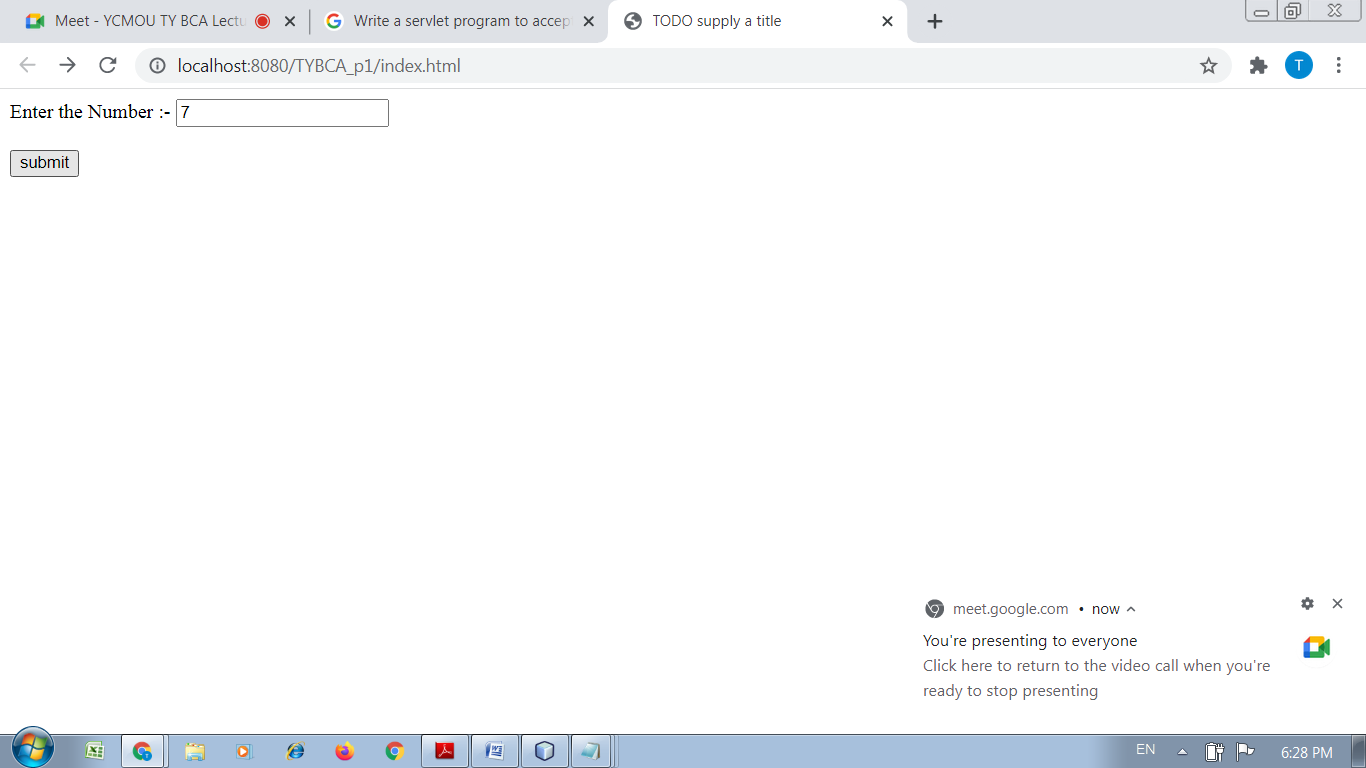 Meet - YCMOU TY BCA Lectu
Write a servlet program to accep
TODO supply a title
localhost:8080/TYBCA_p1/index.html
T
Enter the Number :- 7
submit
meet.google.com • now
You're presenting to everyone
Click here to return to the video call when you're
ready to stop presenting
EN
6:28 PM